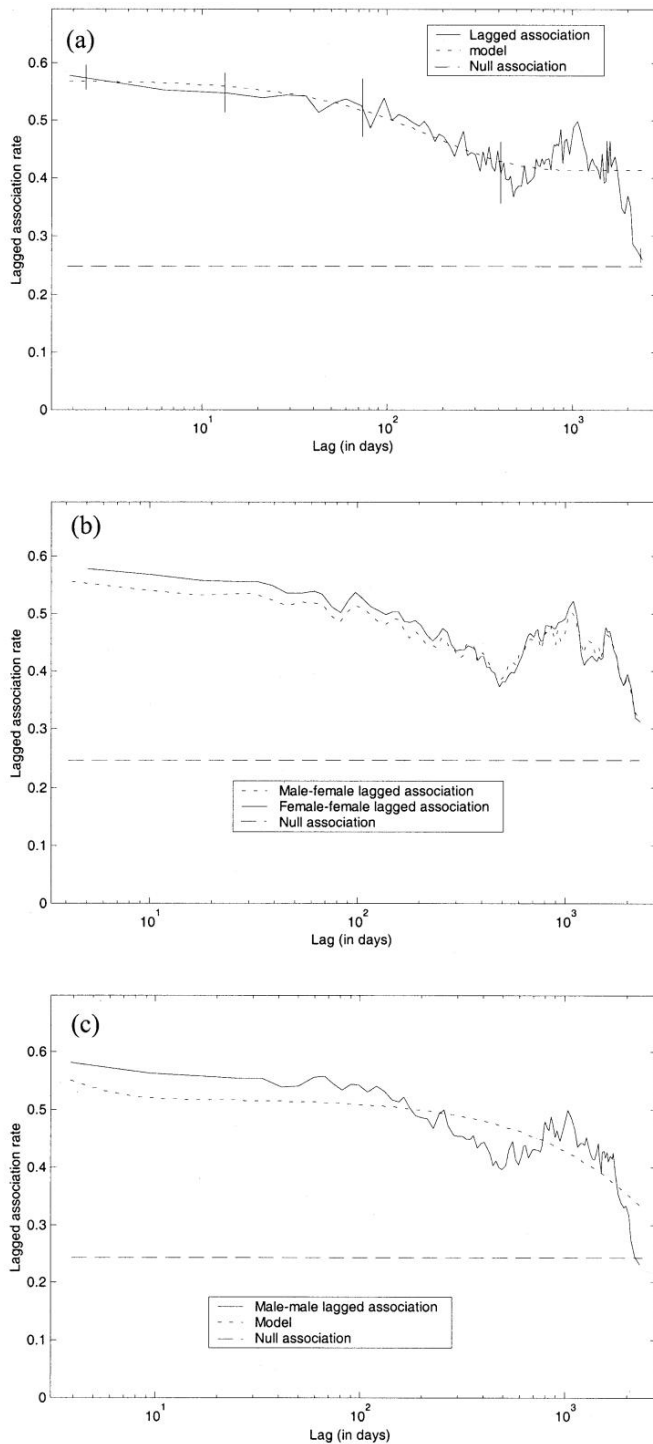 (a)
Lagged association
model
Null association
0.6
0.5
0.4
0.3
0.2
0.1
0
Lagged association rate
10¹
10²
10³
Lag (in days)
(b)
0.6
0.5
0.4
0.3
0.2
0.1
0
Lagged association rate
Male-female lagged association
Female-female lagged association
Null association
10¹
10²
10³
Lag (in days)
(c)
0.6
0.5
0.4
0.3
0.2
0.1
0
Lagged association rate
Male-male lagged association
Model
Null association
10¹
10²
10³
Lag (in days)